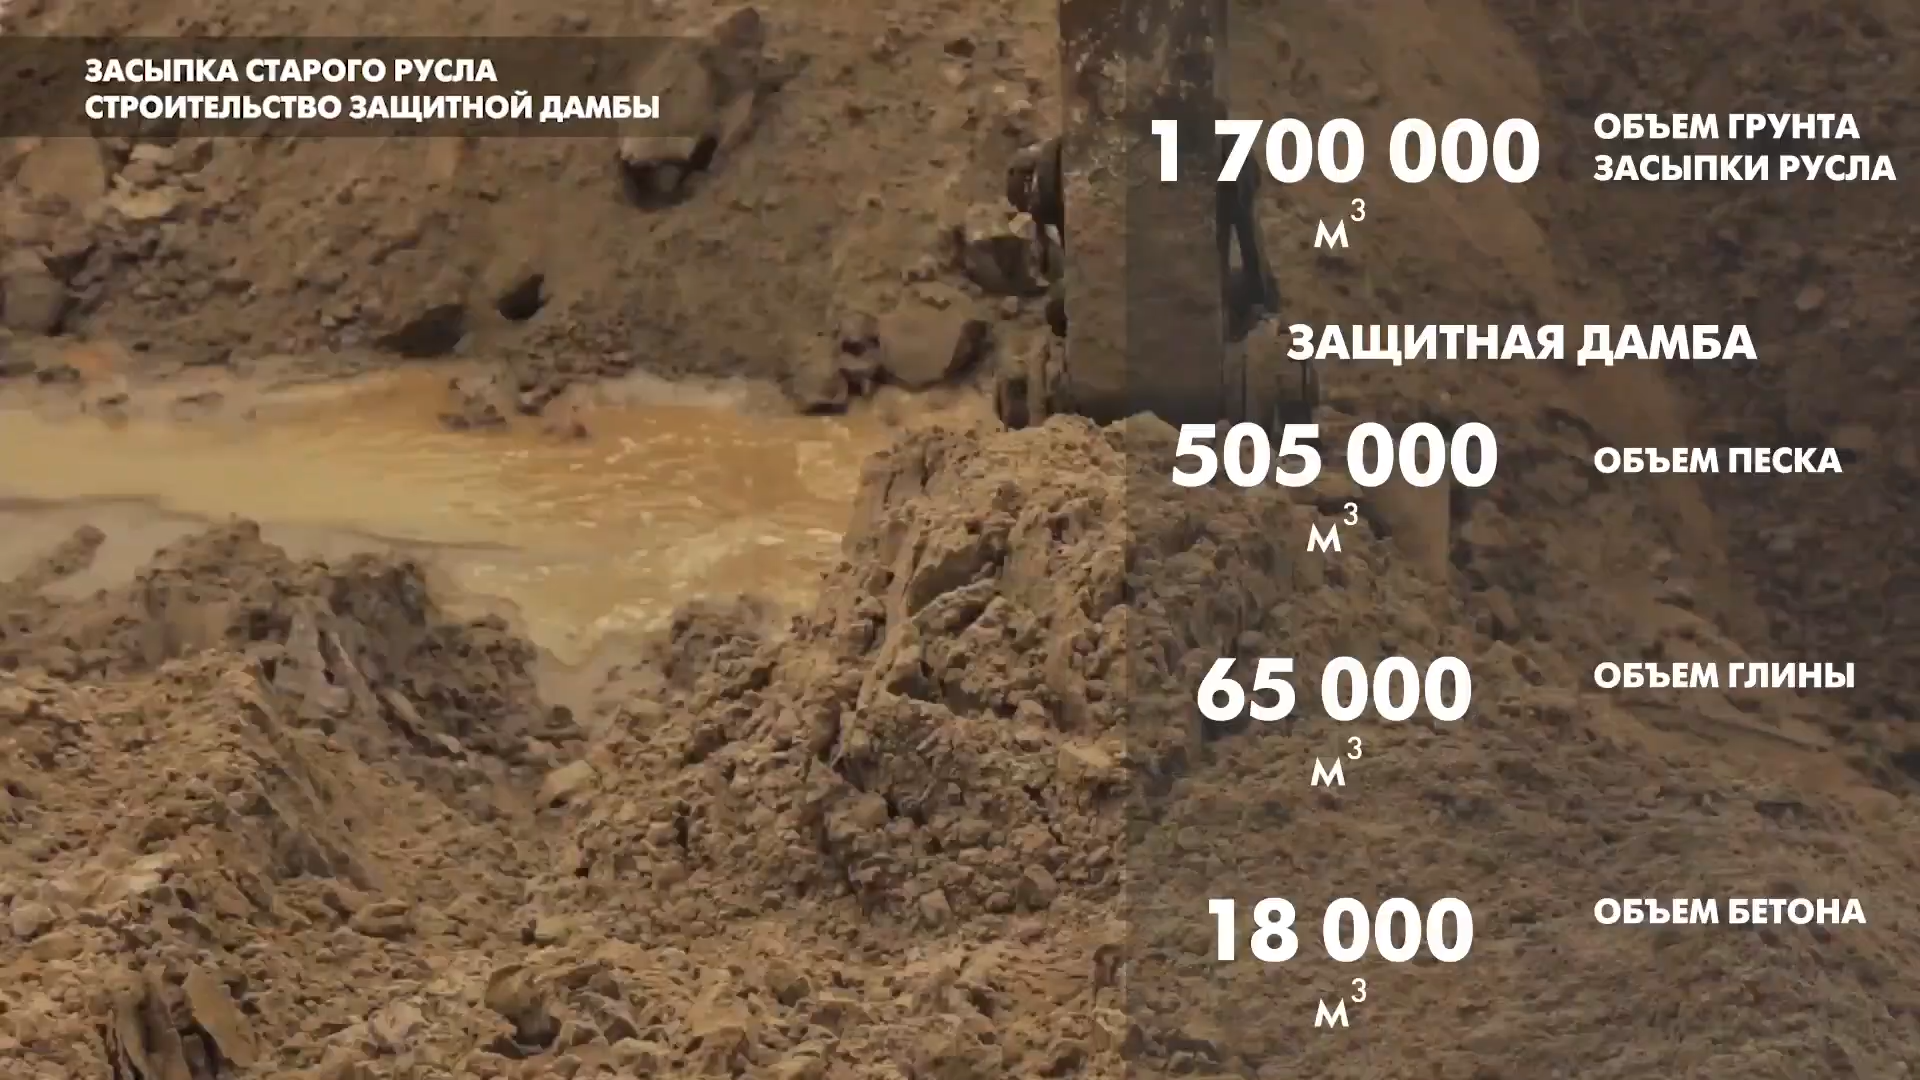 ЗАСЫПКА СТАРОГО РУСЛА
СТРОИТЕЛЬСТВО ЗАЩИТНОЙ ДАМБЫ
1 700 000
м³
ОБЪЕМ ГРУНТА
ЗАСЫПКИ РУСЛА
ЗАЩИТНАЯ ДАМБА
505 000
м³
ОБЪЕМ ПЕСКА
65 000
м³
ОБЪЕМ ГЛИНЫ
18 000
м³
ОБЪЕМ БЕТОНА